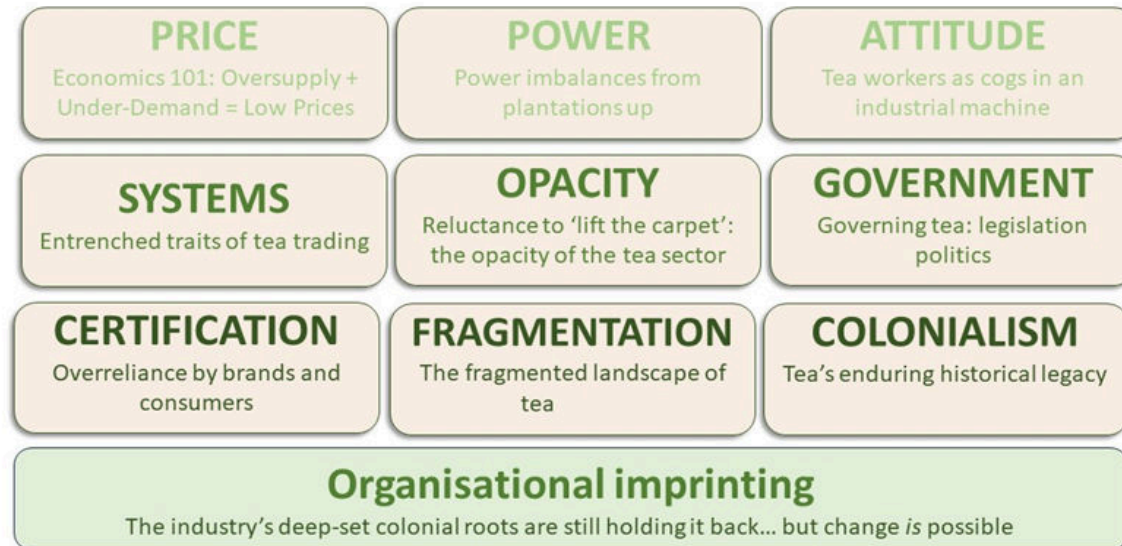 PRICE
Economics 101: Oversupply +
Under-Demand = Low Prices
POWER
Power imbalances from
plantations up
ATTITUDE
Tea workers as cogs in an
industrial machine
SYSTEMS
Entrenched traits of tea trading
OPACITY
Reluctance to ‘lift the carpet’:
the opacity of the tea sector
GOVERNMENT
Governing tea: legislation
politics
CERTIFICATION
Overreliance by brands and
consumers
FRAGMENTATION
The fragmented landscape of
tea
COLONIALISM
Tea’s enduring historical legacy
Organisational imprinting
The industry’s deep-set colonial roots are still holding it back... but change is possible